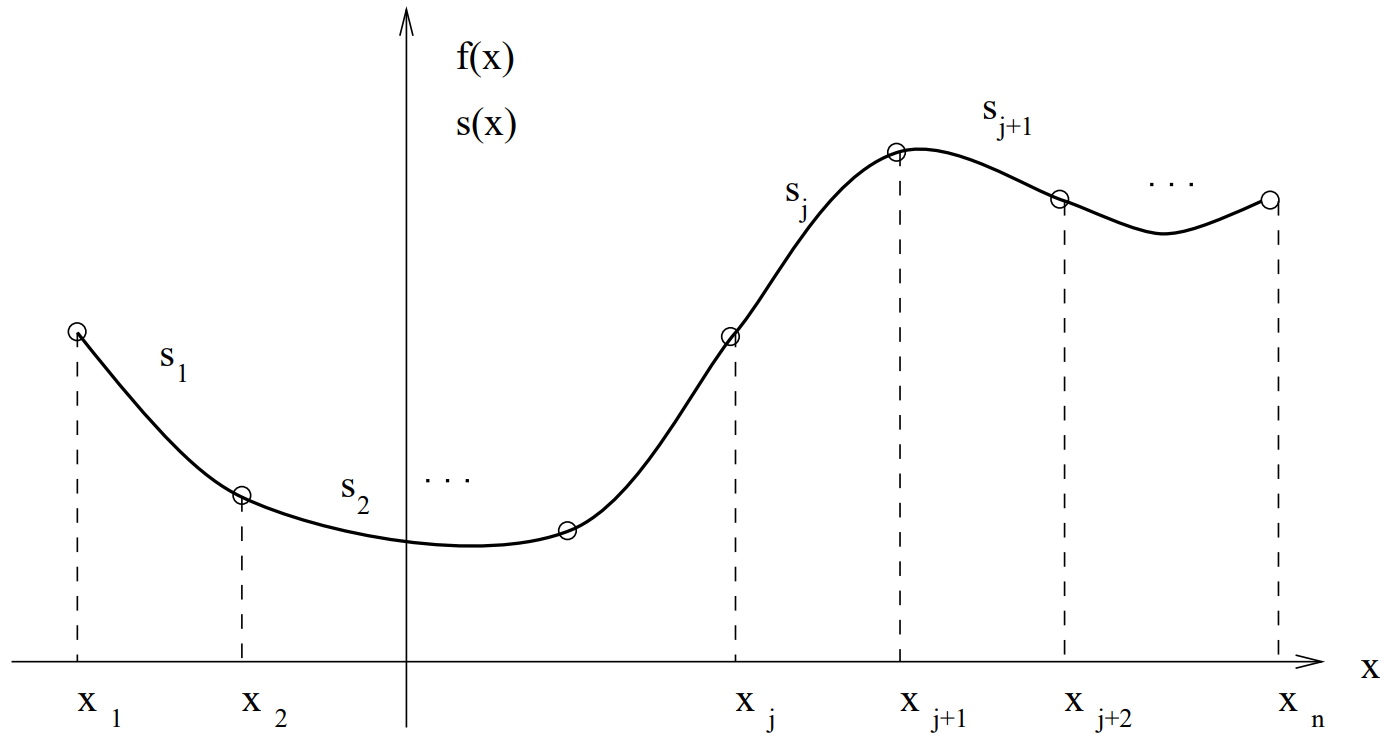 f(x)
s(x)
s j+1
s j
. . .
s 1
s 2
. . .
x
x 1
x 2
x j
x j+1
x j+2
x n